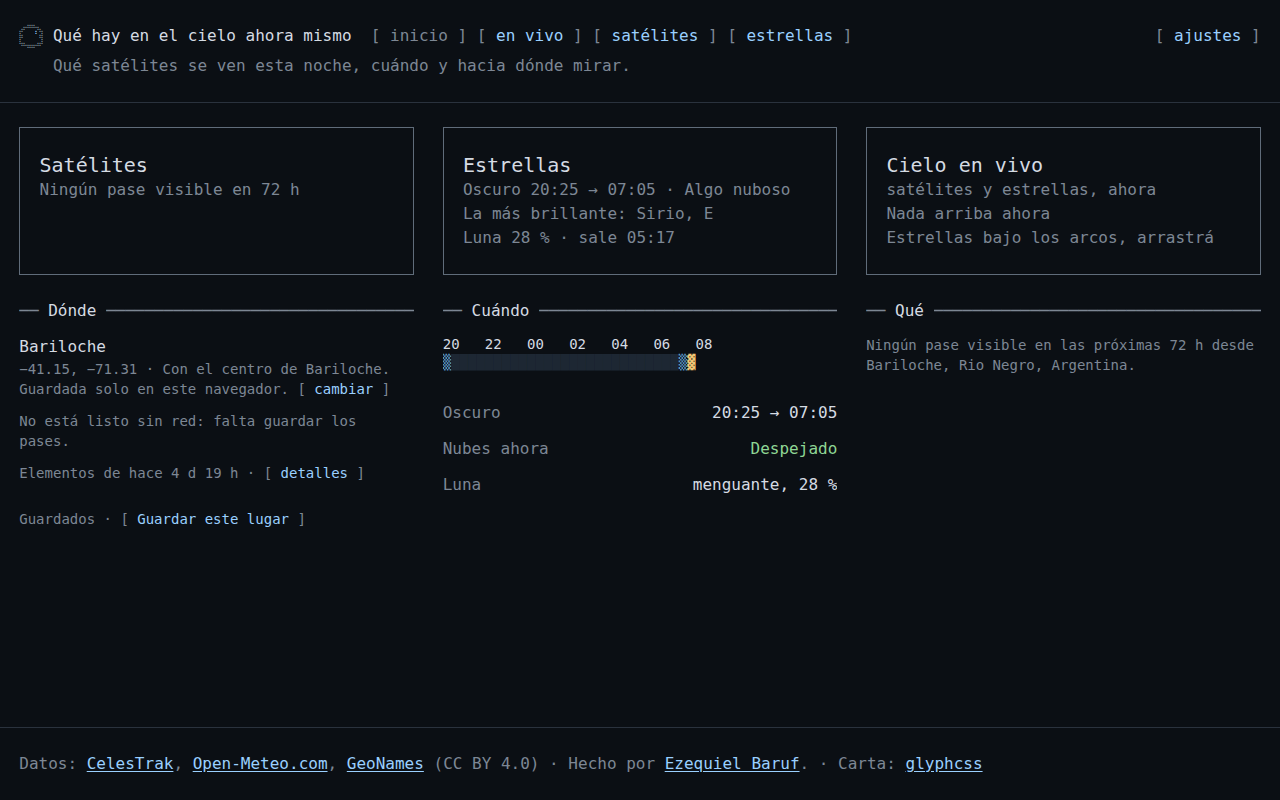 Qué hay en el cielo ahora mismo [ inicio ] [ en vivo ] [ satélites ] [ estrellas ] [ ajustes ]
Qué satélites se ven esta noche, cuándo y hacia dónde mirar.
Satélites
Ningún pase visible en 72 h
Estrellas
Oscuro 20:25 → 07:05 · Algo nuboso
La más brillante: Sirio, E
Luna 28 % · sale 05:17
Cielo en vivo
satélites y estrellas, ahora
Nada arriba ahora
Estrellas bajo los arcos, arrastrá
Dónde
Bariloche
−41.15, −71.31 · Con el centro de Bariloche.
Guardada solo en este navegador. [ cambiar ]
No está listo sin red: falta guardar los
pases.
Elementos de hace 4 d 19 h · [ detalles ]
Guardados · [ Guardar este lugar ]
Cuándo
20 22 00 02 04 06 08
Oscuro 20:25 → 07:05
Nubes ahora Despejado
Luna menguante, 28 %
Qué
Ningún pase visible en las próximas 72 h desde
Bariloche, Rio Negro, Argentina.
Datos: CelesTrak, Open-Meteo.com, GeoNames (CC BY 4.0) · Hecho por Ezequiel Baruf. · Carta: glyphcss